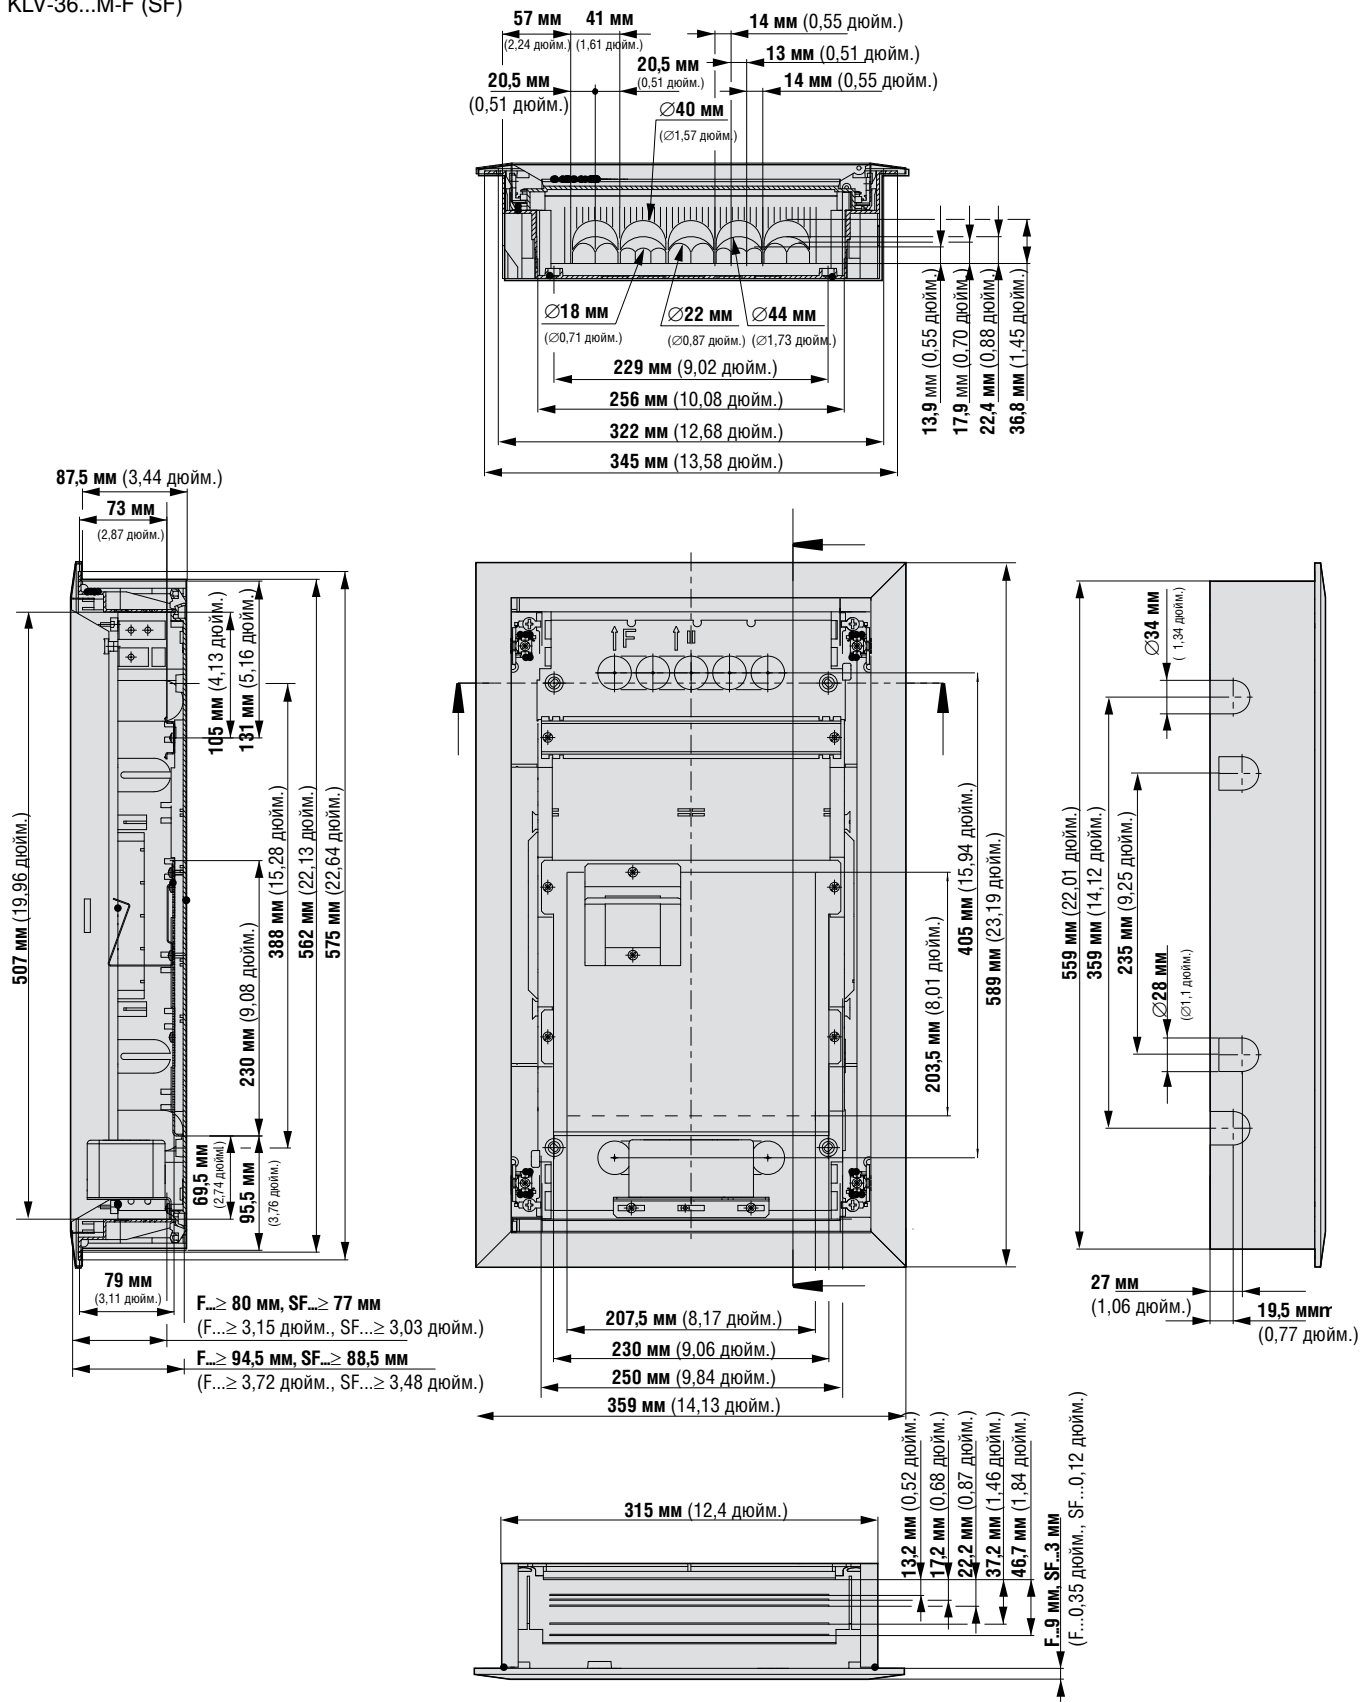 KLV-36...M-F (SF)
57 мм
(2,24 дюйм.)
41 мм
(1,61 дюйм.)
14 мм (0,55 дюйм.)
13 мм (0,51 дюйм.)
14 мм (0,55 дюйм.)
20,5 мм
(0,51 дюйм.)
20,5 мм
(0,51 дюйм.)
∅40 мм
(∅1,57 дюйм.)
∅18 мм
(∅0,71 дюйм.)
∅22 мм
(∅0,87 дюйм.)
∅44 мм
(∅1,73 дюйм.)
229 мм (9,02 дюйм.)
256 мм (10,08 дюйм.)
322 мм (12,68 дюйм.)
345 мм (13,58 дюйм.)
13,9 мм (0,55 дюйм.)
17,9 мм (0,70 дюйм.)
22,4 мм (0,88 дюйм.)
36,8 мм (1,45 дюйм.)
87,5 мм (3,44 дюйм.)
73 мм
(2,87 дюйм.)
507 мм (19,96 дюйм.)
105 мм (4,13 дюйм.)
131 мм (5,16 дюйм.)
230 мм (9,08 дюйм.)
388 мм (15,28 дюйм.)
562 мм (22,13 дюйм.)
575 мм (22,64 дюйм.)
69,5 мм
(2,74 дюйм.)
95,5 мм
(3,76 дюйм.)
79 мм
(3,11 дюйм.)
F...≥ 80 мм, SF...≥ 77 мм
(F...≥ 3,15 дюйм., SF...≥ 3,03 дюйм.)
F...≥ 94,5 мм, SF...≥ 88,5 мм
(F...≥ 3,72 дюйм., SF...≥ 3,48 дюйм.)
F
203,5 мм (8,01 дюйм.)
405 мм (15,94 дюйм.)
589 мм (23,19 дюйм.)
207,5 мм (8,17 дюйм.)
230 мм (9,06 дюйм.)
250 мм (9,84 дюйм.)
359 мм (14,13 дюйм.)
∅34 мм
( 1,34 дюйм.)
559 мм (22,01 дюйм.)
359 мм (14,12 дюйм.)
235 мм (9,25 дюйм.)
∅28 мм
(∅1,1 дюйм.)
27 мм
(1,06 дюйм.)
19,5 ммm
(0,77 дюйм.)
315 мм (12,4 дюйм.)
13,2 мм (0,52 дюйм.)
17,2 мм (0,68 дюйм.)
22,2 мм (0,87 дюйм.)
37,2 мм (1,46 дюйм.)
46,7 мм (1,84 дюйм.)
F...9 мм, SF...3 мм
(F...0,35 дюйм., SF...0,12 дюйм.)